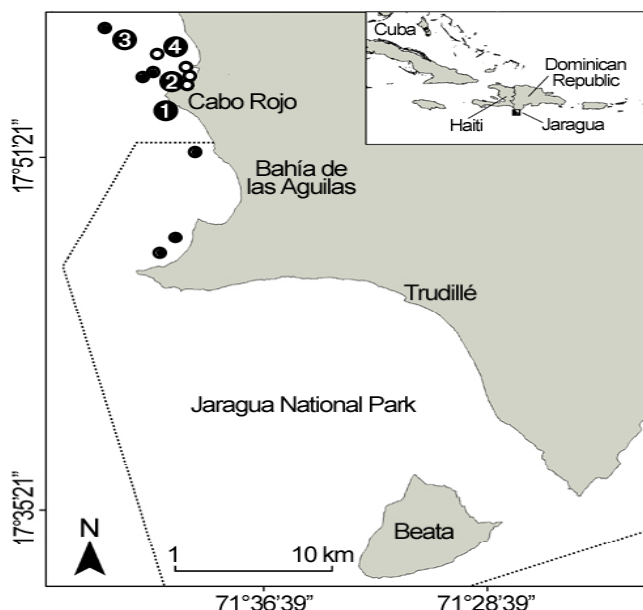 Cuba
Dominican
Republic
Haiti
Jaragua
3
4
2
1
Cabo Rojo
17°51'21"
Bahía de
las Aguilas
Trudillé
Jaragua National Park
17°35'21"
Beata
N
1
10 km
71°36'39"
71°28'39"